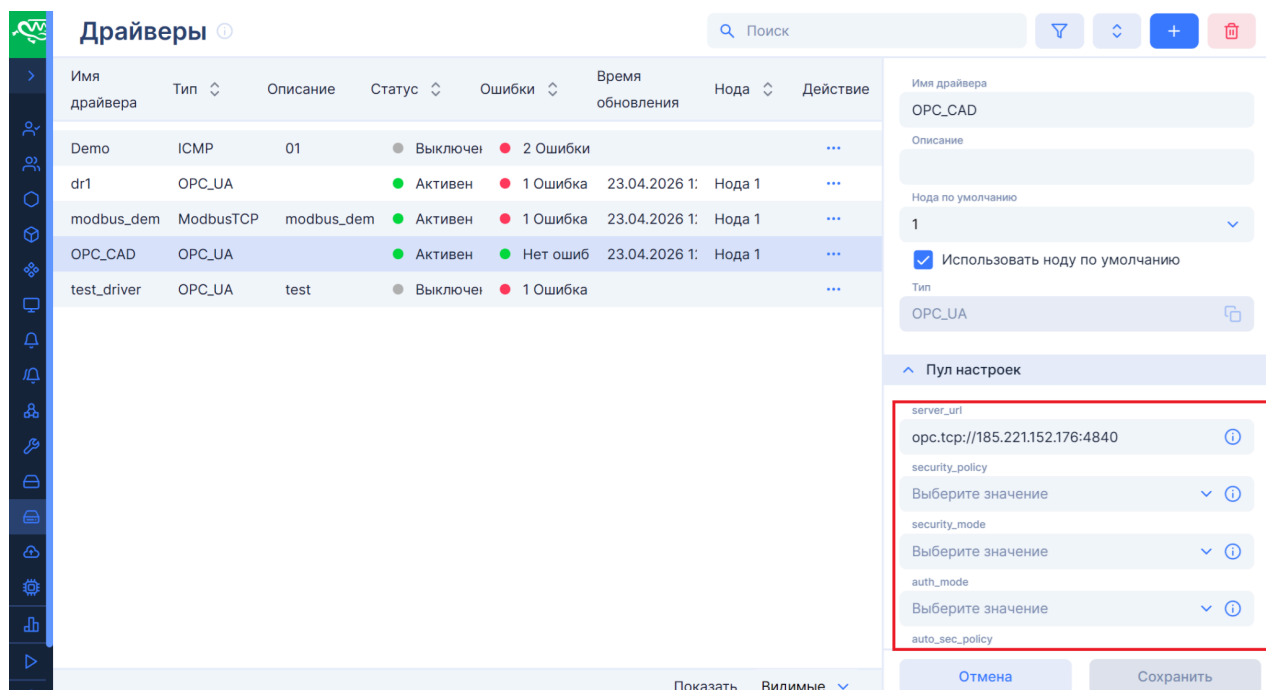 Драйверы
Поиск
Имя драйвера Тип Описание Статус Ошибки Время обновления Нода Действие
Demo ICMP 01 Выключен 2 Ошибки
dr1 OPC_UA Активен 1 Ошибка 23.04.2026 1 Нода 1
modbus_dem ModbusTCP modbus_dem Активен 1 Ошибка 23.04.2026 1 Нода 1
OPC_CAD OPC_UA Активен Нет ошиб 23.04.2026 1 Нода 1
test_driver OPC_UA test Выключен 1 Ошибка
Показать Видимые
Имя драйвера
OPC_CAD
Описание
Нода по умолчанию
1
Использовать ноду по умолчанию
Тип
OPC_UA
Пул настроек
server_url
opc.tcp://185.221.152.176:4840
security_policy
Выберите значение
security_mode
Выберите значение
auth_mode
Выберите значение
auto_sec_policy
Отмена Сохранить